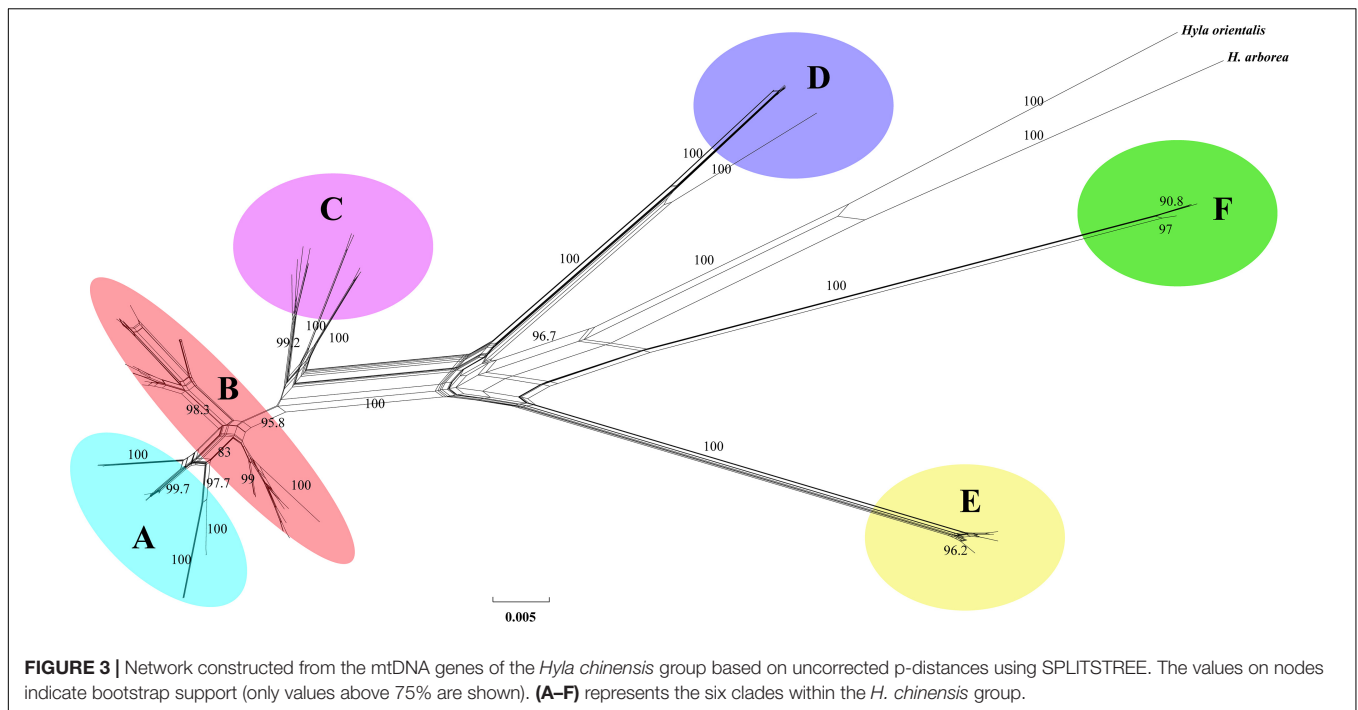 Hyla orientalis
H. arborea
D
100
100
100
100
F
90.8
97
C
100
100
100
100
99.2
100
100
96.7
B
98.3
95.8
100
83
100
99.7
97.7
99
100
100
100
A
100
E
96.2
0.005
FIGURE 3 | Network constructed from the mtDNA genes of the Hyla chinensis group based on uncorrected p-distances using SPLITSTREE. The values on nodes
indicate bootstrap support (only values above 75% are shown). (A–F) represents the six clades within the H. chinensis group.